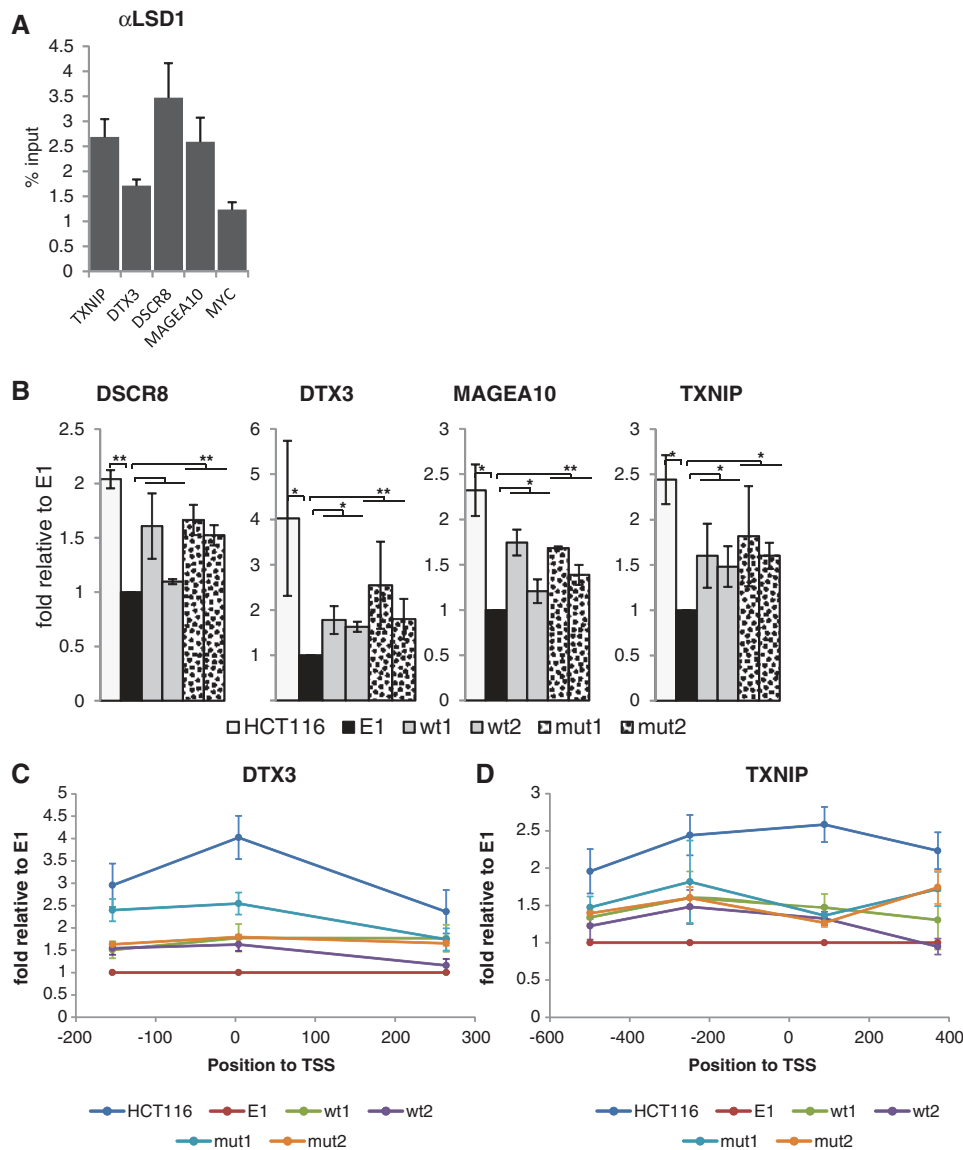 A
αLSD1
% input
4.5
4
3.5
3
2.5
2
1.5
1
0.5
0
TXNIP DTX3 DSCR8 MAGEA10 MYC
B
DSCR8 DTX3 MAGEA10 TXNIP
fold relative to E1
2.5
2
1.5
1
0.5
0
** **
6
5
4
3
2
1
0
* * **
3
2.5
2
1.5
1
0.5
0
* * **
3
2.5
2
1.5
1
0.5
0
* * *
HCT116 E1 wt1 wt2 mut1 mut2
C
DTX3
fold relative to E1
5
4.5
4
3.5
3
2.5
2
1.5
1
0.5
0
-200 -100 0 100 200 300
Position to TSS
HCT116 E1 wt1 wt2
mut1 mut2
D
TXNIP
fold relative to E1
3
2.5
2
1.5
1
0.5
0
-600 -400 -200 0 200 400
Position to TSS
HCT116 E1 wt1 wt2
mut1 mut2